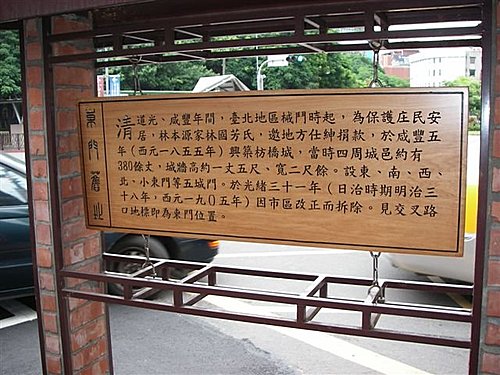 東門舊址
清道光、咸豐年間，臺北地區械鬥時起，為保護庄民安
居，林本源家林國芳氏，邀地方仕紳捐款，於咸豐五
年（西元一八五五年）興築枋橋城，當時四周城邑約有
380餘丈，城牆高約一丈五尺、寬二尺餘。設東、南、西、
北、小東門等五城門。於光緒三十一年（日治時期明治三
十八年、西元一九０五年）因市區改正而拆除。見交叉路
口地標即為東門位置。